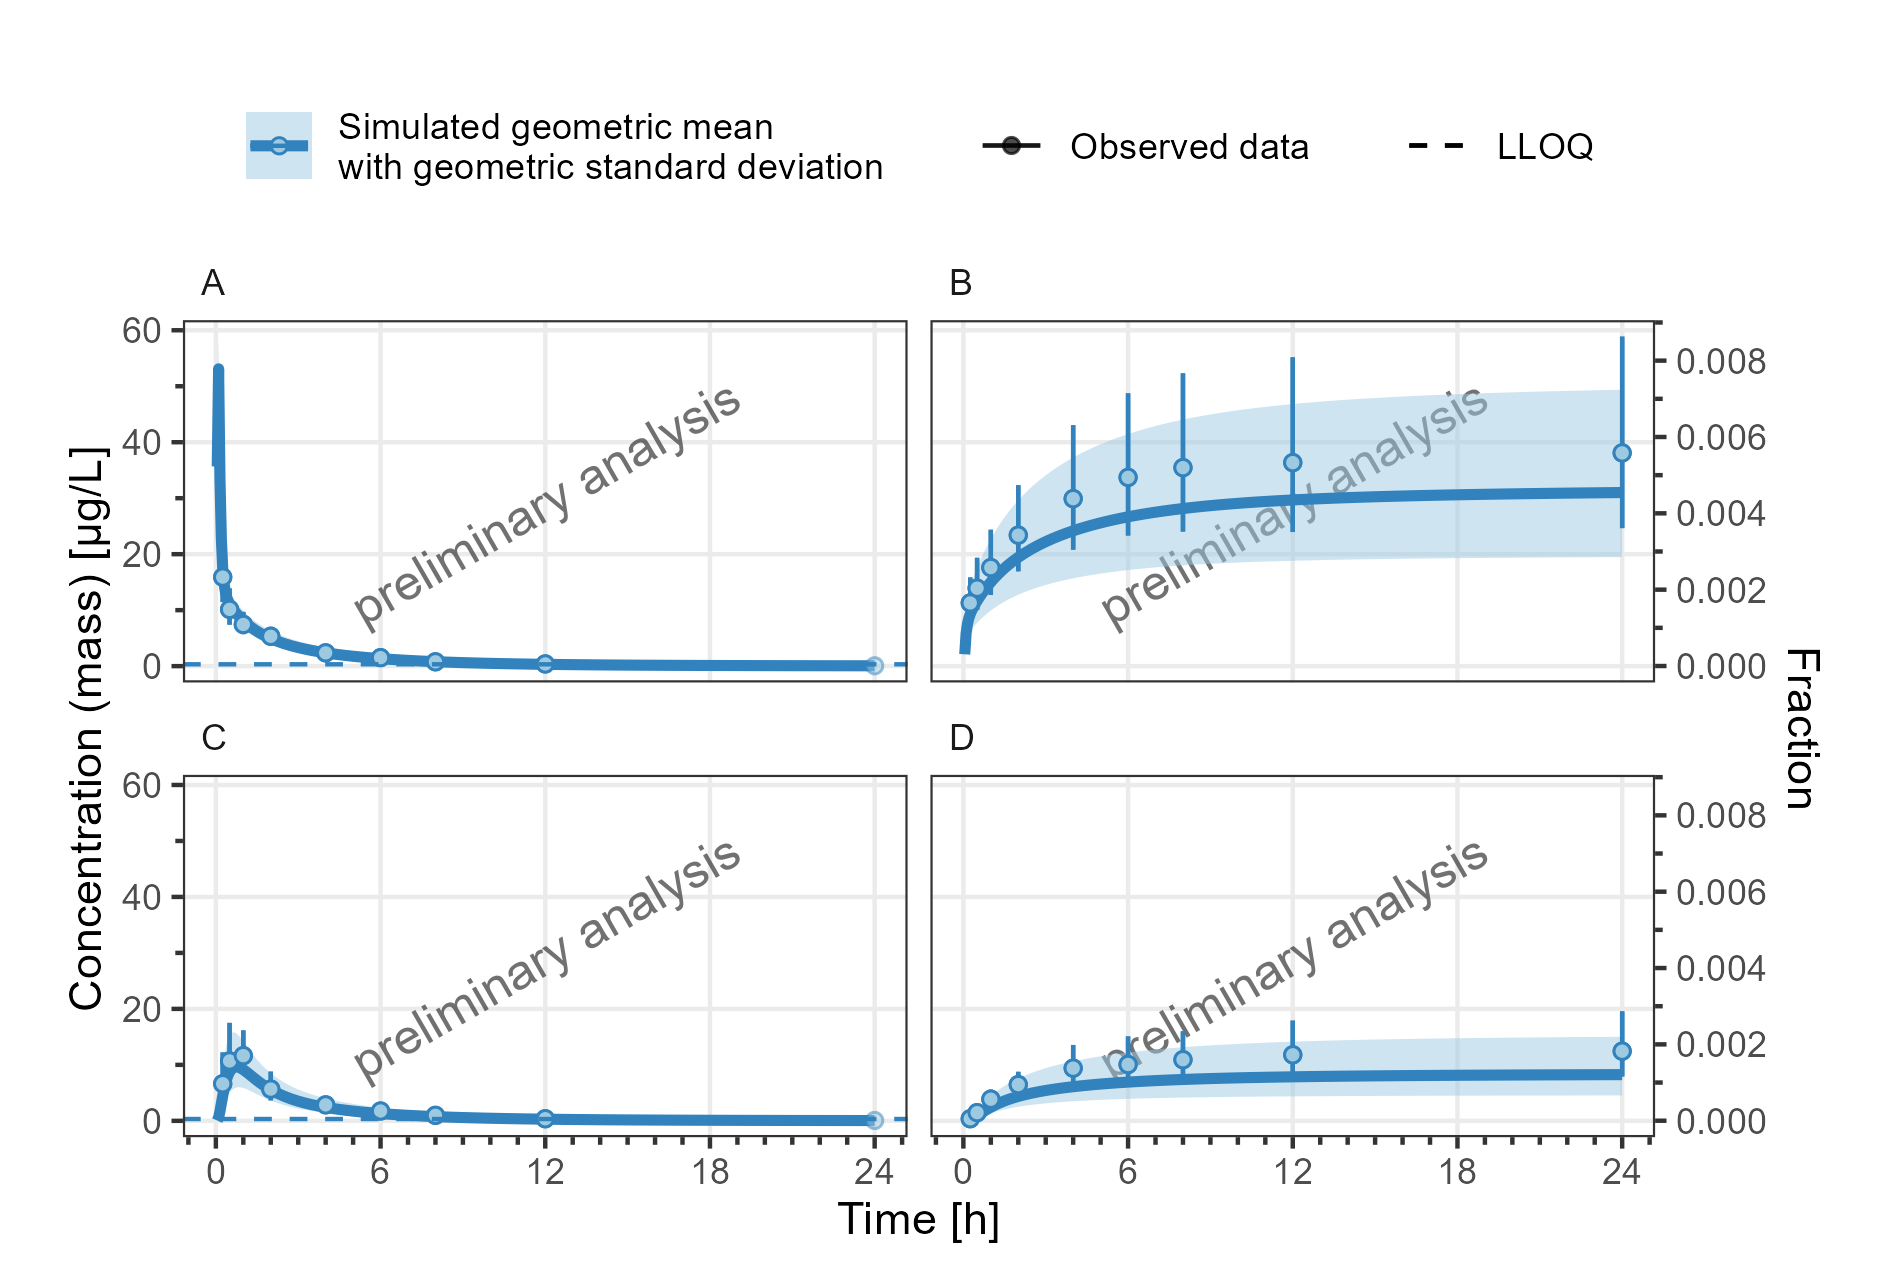 Simulated geometric mean
with geometric standard deviation
Observed data
LLOQ
A
B
60
40
20
0
preliminary analysis
preliminary analysis
0.008
0.006
0.004
0.002
0.000
C
D
60
40
20
0
preliminary analysis
preliminary analysis
0.008
0.006
0.004
0.002
0.000
0 6 12 18 24
0 6 12 18 24
Concentration (mass) [µg/L]
Fraction
Time [h]